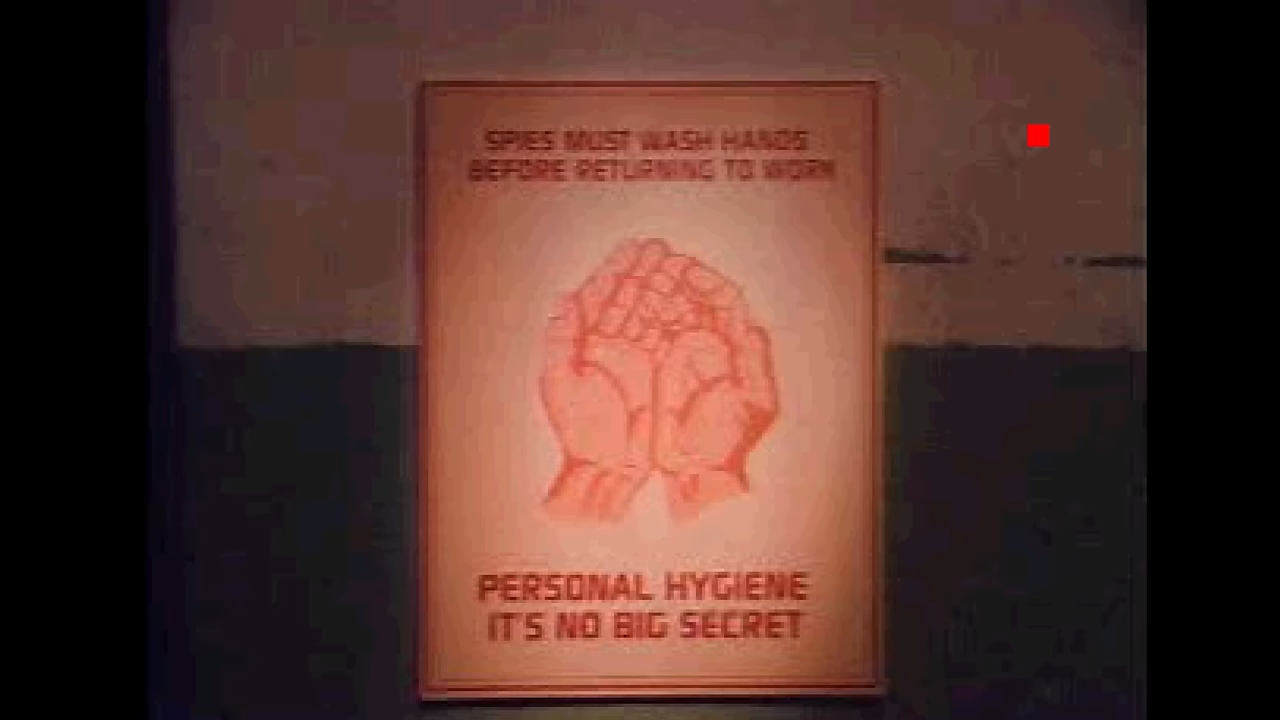 SPIES MUST WASH HANDS
BEFORE RETURNING TO WORK
PERSONAL HYGIENE
IT'S NO BIG SECRET